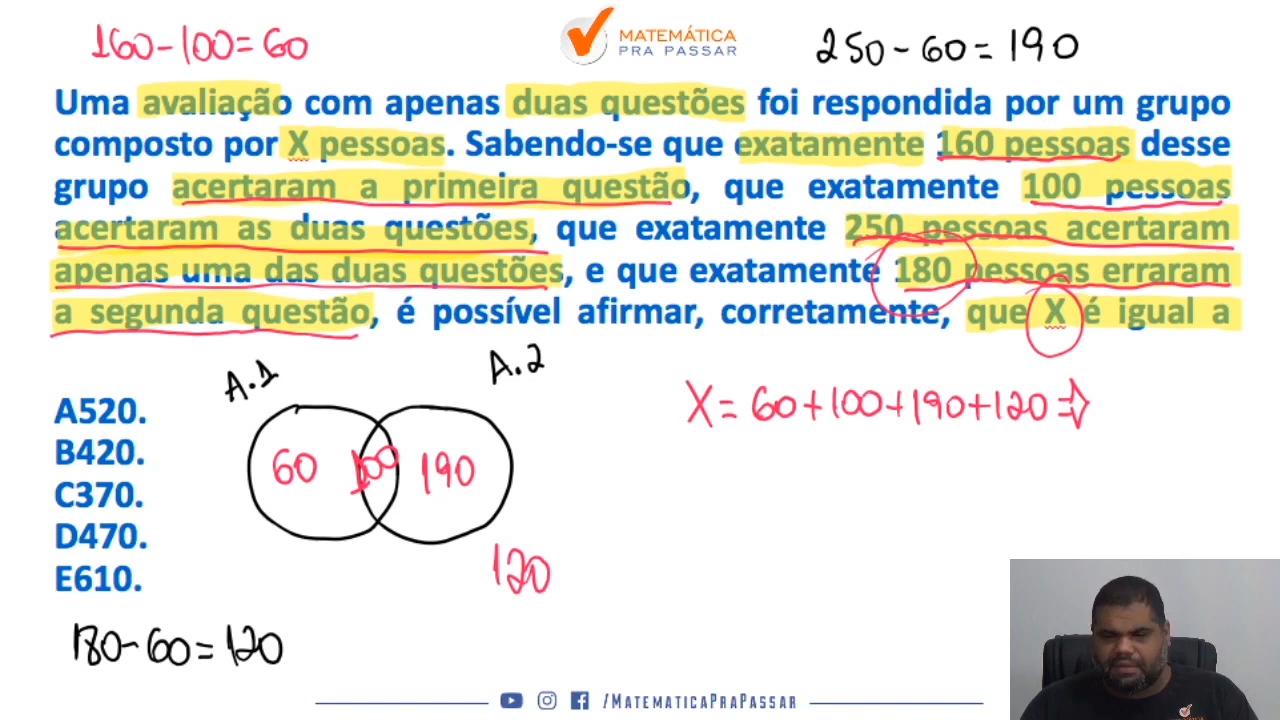 160-100=60
MATEMÁTICA
PRA PASSAR
250-60=190
Uma avaliação com apenas duas questões foi respondida por um grupo
composto por X pessoas. Sabendo-se que exatamente 160 pessoas desse
grupo acertaram a primeira questão, que exatamente 100 pessoas
acertaram as duas questões, que exatamente 250 pessoas acertaram
apenas uma das duas questões, e que exatamente 180 pessoas erraram
a segunda questão, é possível afirmar, corretamente, que X é igual a
A.1
A.2
A520.
B420.
C370.
D470.
E610.
60 100 190
120
X= 60+100+190+120 ⇒
180-60=120
/MATEMATICAPRAPASSAR